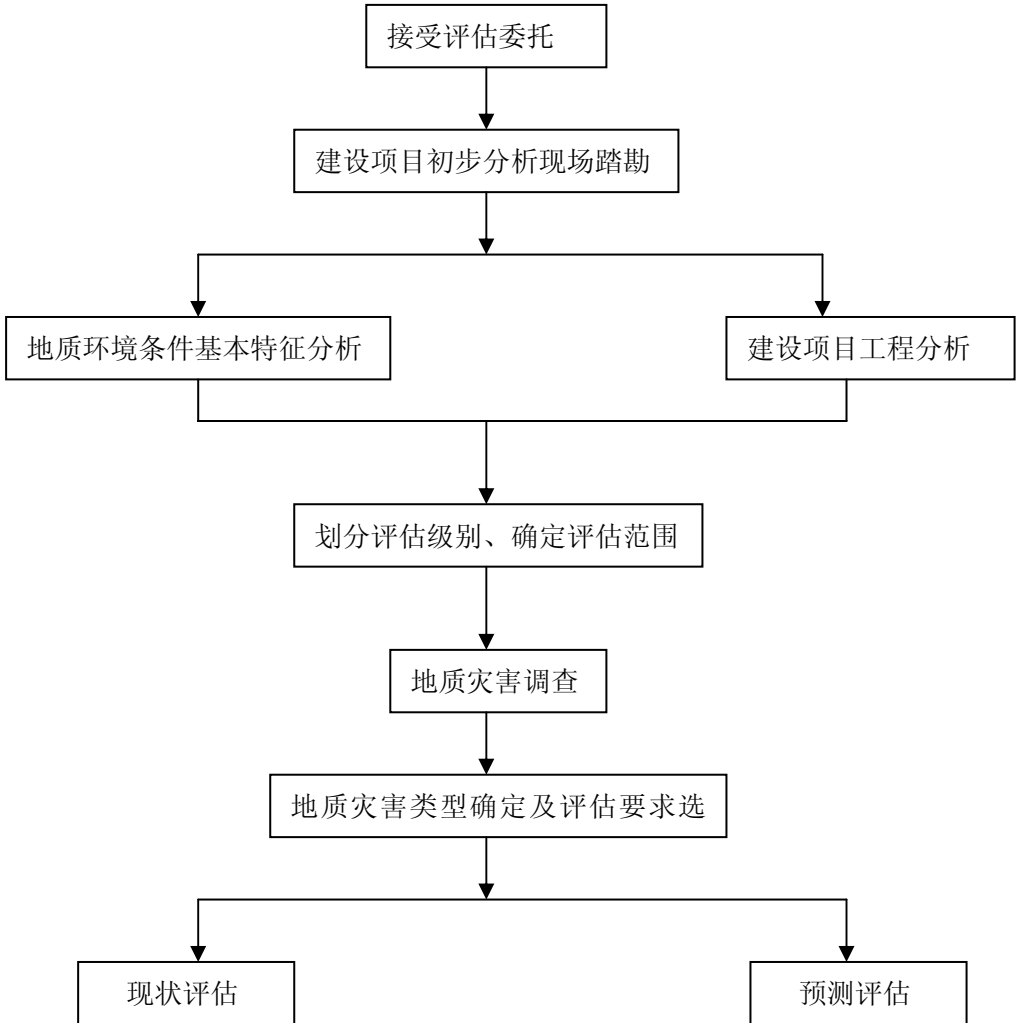 接受评估委托
建设项目初步分析现场踏勘
地质环境条件基本特征分析
建设项目工程分析
划分评估级别、确定评估范围
地质灾害调查
地质灾害类型确定及评估要求选
现状评估
预测评估